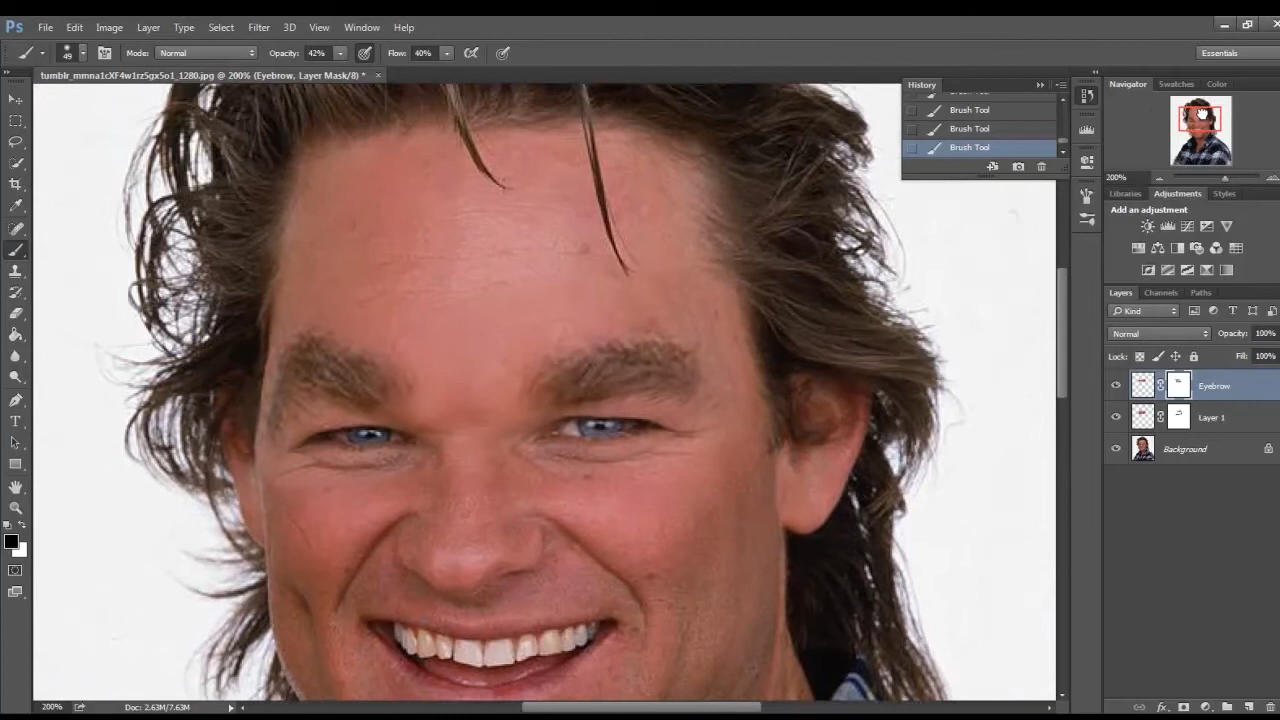 Ps File Edit Image Layer Type Select Filter 3D View Window Help
49 Mode: Normal Opacity: 42% Flow: 40% Essentials
tumblr_mmna1cXF4w1rz5gx5o1_1280.jpg @ 200% (Eyebrow, Layer Mask/8) * ×
History
Brush Tool
Brush Tool
Brush Tool
Brush Tool
Navigator Swatches Color
200%
Libraries Adjustments Styles
Add an adjustment
Layers Channels Paths
Kind
Normal Opacity: 100%
Lock: Fill: 100%
Eyebrow
Layer 1
Background
200% Doc: 2.63M/7.63M